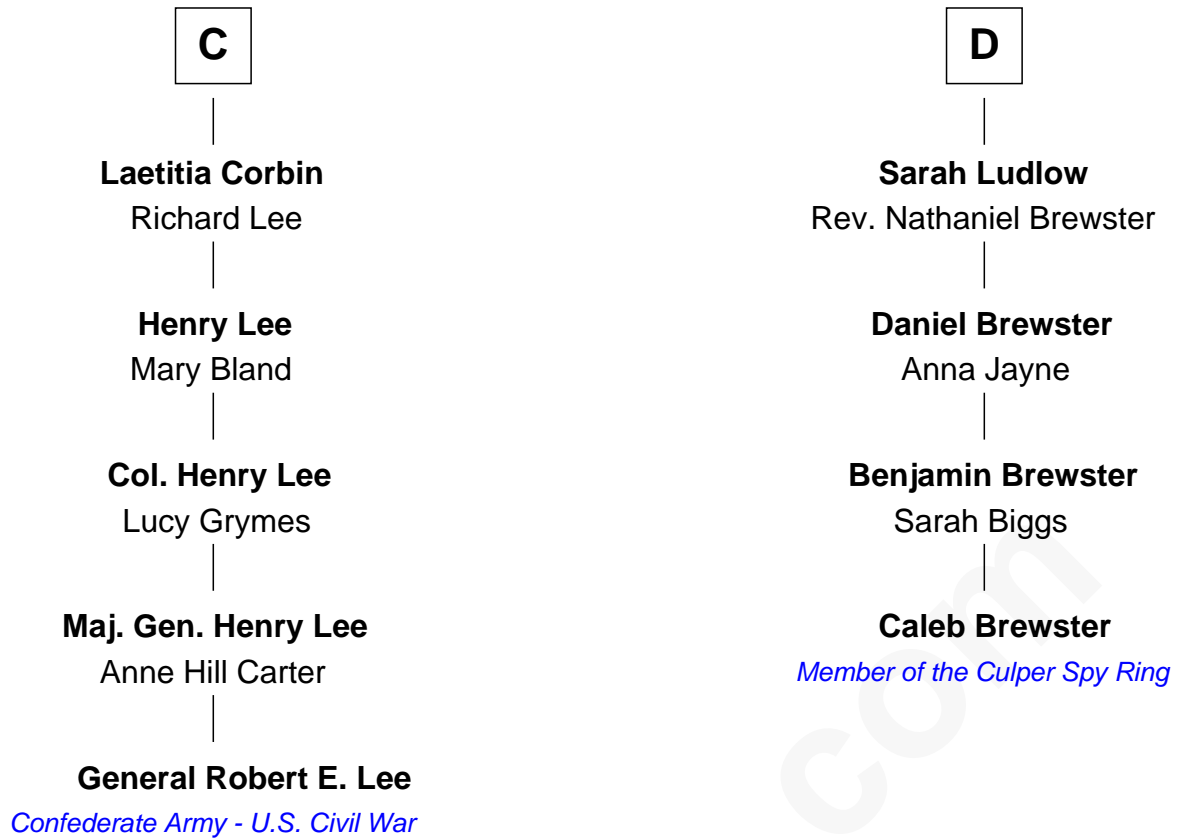 C
Laetitia Corbin
Richard Lee
Henry Lee
Mary Bland
Col. Henry Lee
Lucy Grymes
Maj. Gen. Henry Lee
Anne Hill Carter
General Robert E. Lee
Confederate Army - U.S. Civil War
D
Sarah Ludlow
Rev. Nathaniel Brewster
Daniel Brewster
Anna Jayne
Benjamin Brewster
Sarah Biggs
Caleb Brewster
Member of the Culper Spy Ring
com